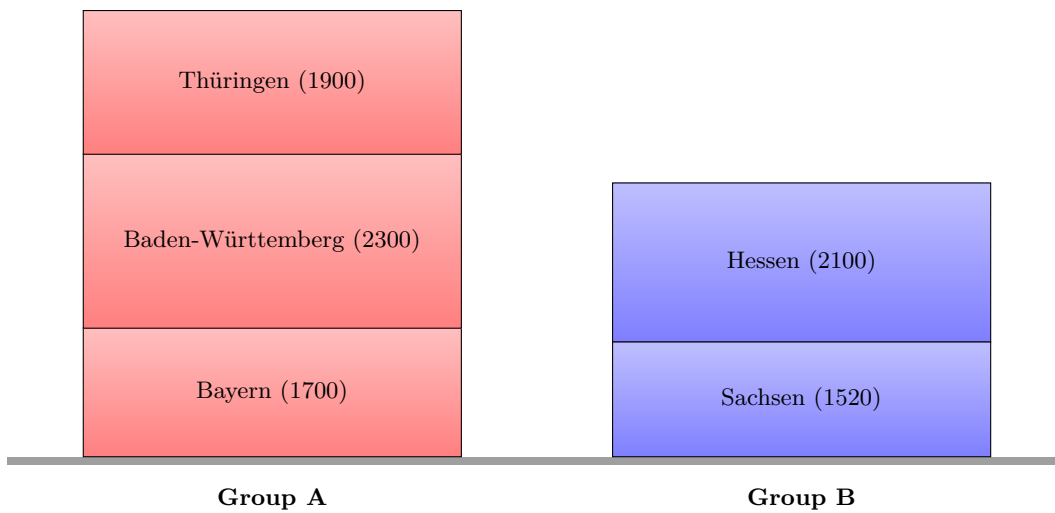 Thüringen (1900)
Baden-Württemberg (2300)
Bayern (1700)
Hessen (2100)
Sachsen (1520)
Group A
Group B